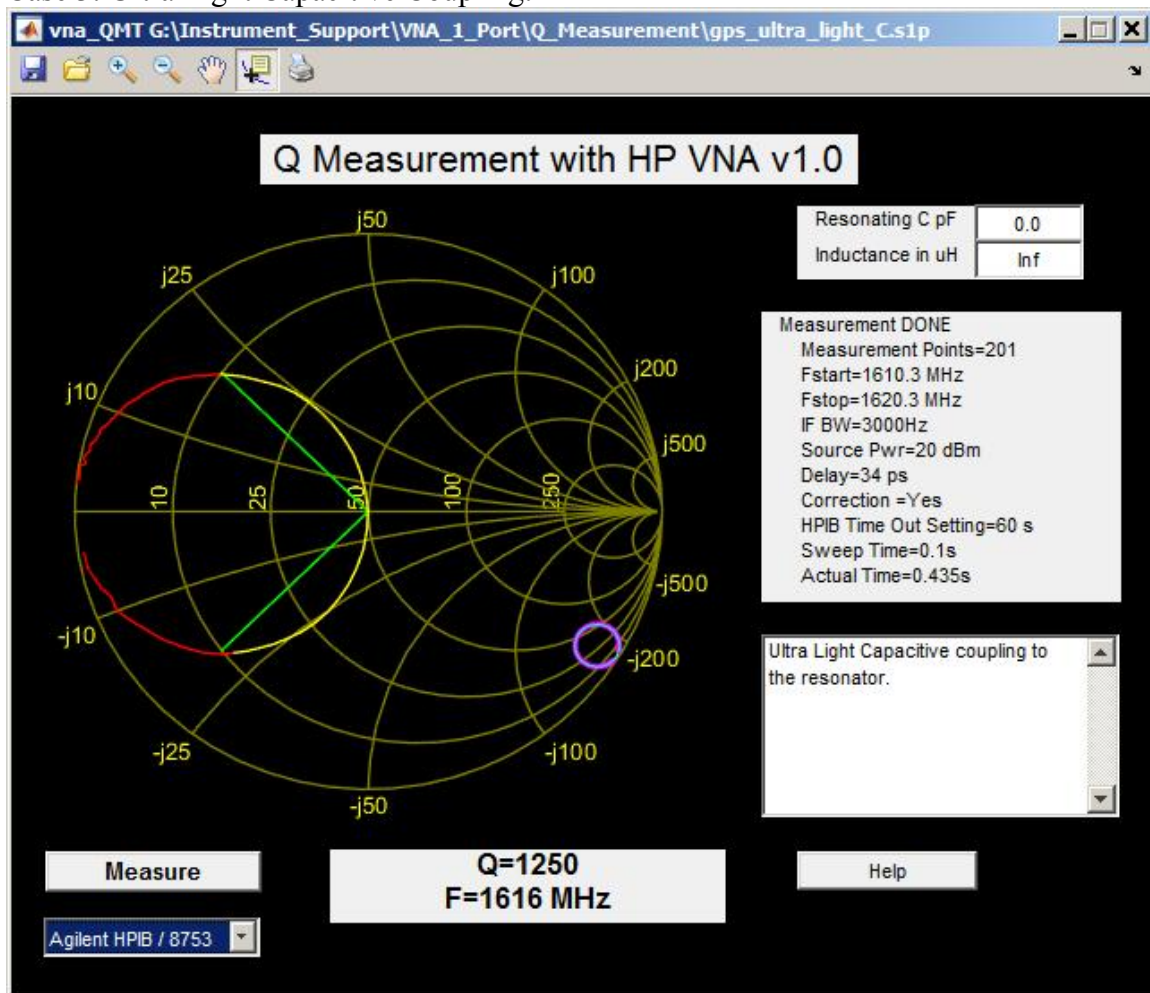 vna_QMT G:\Instrument_Support\VNA_1_Port\Q_Measurement\gps_ultra_light_C.s1p
Q Measurement with HP VNA v1.0
Resonating C pF 0.0
Inductance in uH Inf
j50
j25
j100
j10
j200
j500
10
25
50
100
250
-j500
-j10
-j200
-j25
-j100
-j50
Measurement DONE
Measurement Points=201
Fstart=1610.3 MHz
Fstop=1620.3 MHz
IF BW=3000Hz
Source Pwr=20 dBm
Delay=34 ps
Correction =Yes
HPIB Time Out Setting=60 s
Sweep Time=0.1s
Actual Time=0.435s
Ultra Light Capacitive coupling to
the resonator.
Measure
Q=1250
F=1616 MHz
Help
Agilent HPIB / 8753